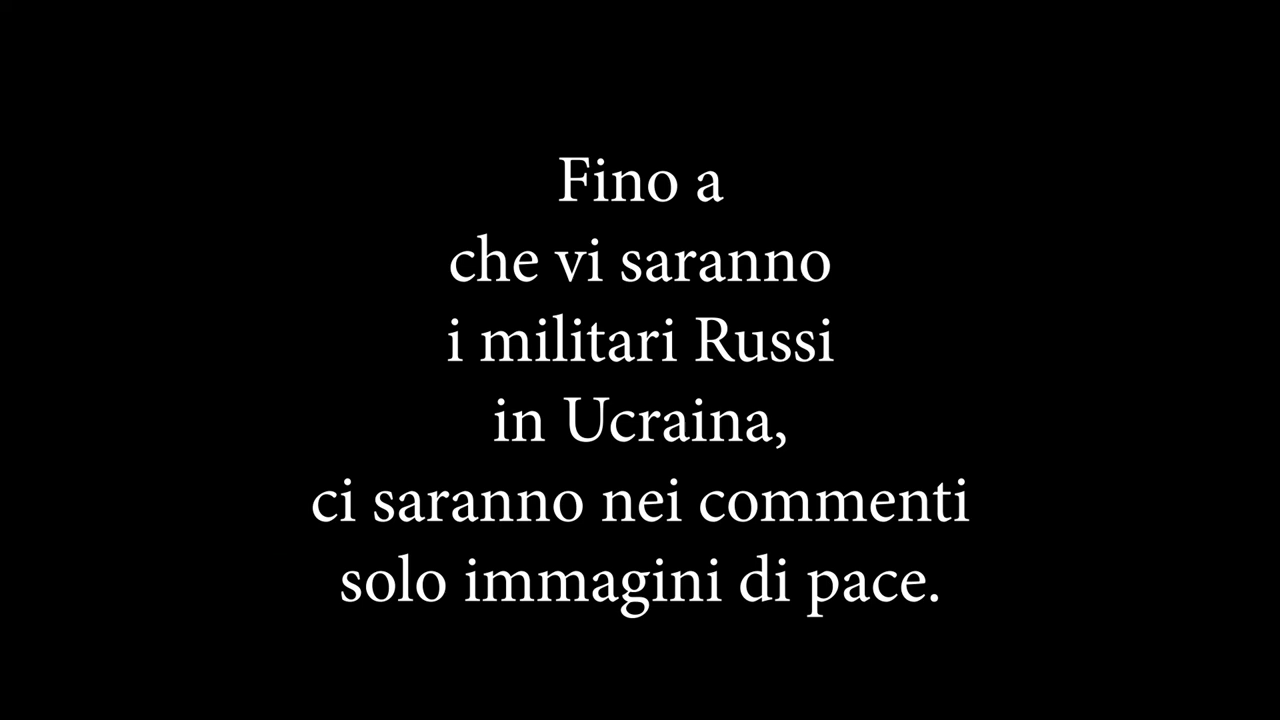 Fino a
che vi saranno
i militari Russi
in Ucraina,
ci saranno nei commenti
solo immagini di pace.